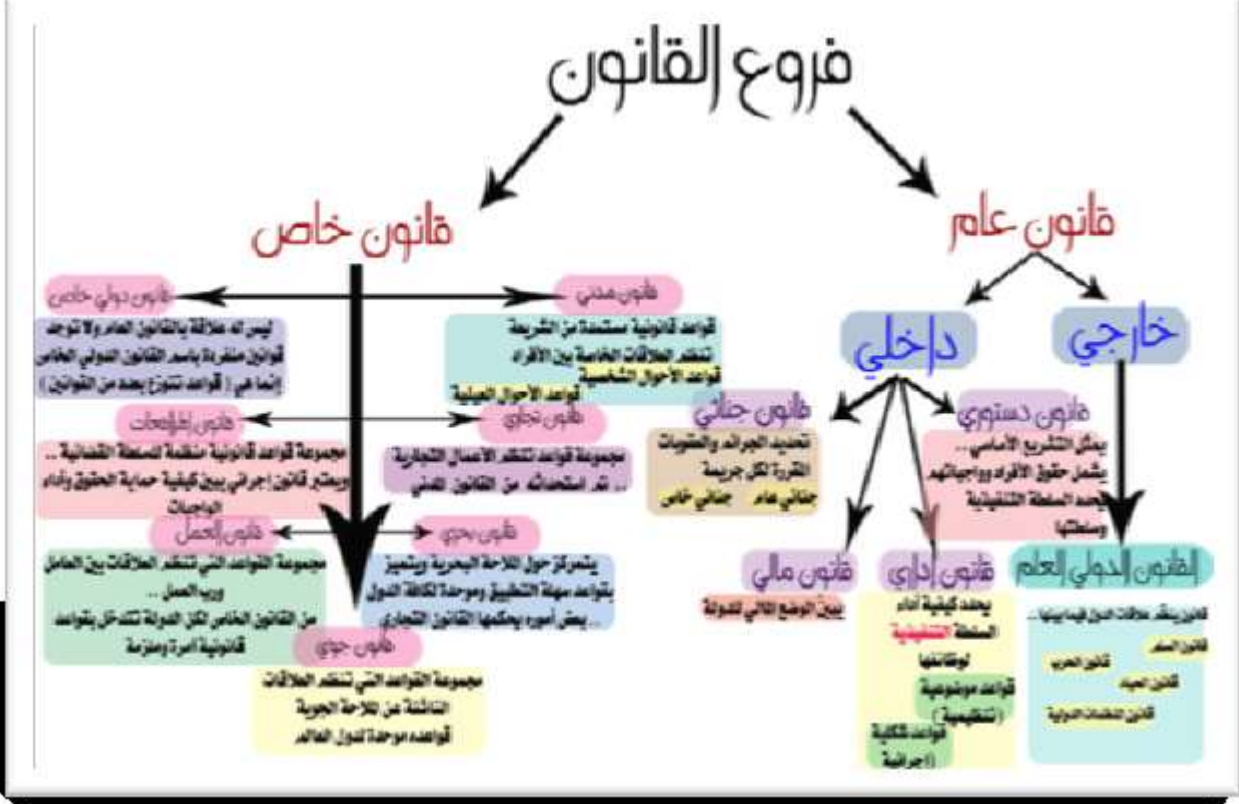 فروع القانون
قانون عام
خارجي
القانون الدولي العام
قانون ينظم علاقات الدول فيما بينها...
قانون السلم
قانون الحرب
قانون الحياد
قانون المنظمات الدولية
داخلي
قانون دستوري
يمثل التشريع الأساسي ..
يشمل حقوق الأفراد وواجباتهم
يحدد السلطة التنفيذية
وسلطتها
قانون جنائي
تحديد الجرائم والعقوبات
المقررة لكل جريمة
جنائي عام جنائي خاص
قانون إداري
يحدد كيفية أداء
السلطة التنفيذية
لوظائفها
قواعد موضوعية
(تنظيمية)
قواعد شكلية
(إجرائية)
قانون مالي
يبين الوضع المالي للدولة
قانون خاص
قانون مدني
قواعد قانونية مستمدة من الشريعة
تنظم العلاقات الخاصة بين الأفراد
قواعد الأحوال الشخصية
قواعد الأحوال العينية
قانون دولي خاص
ليس له علاقة بالقانون العام ولا توجد
قوانين منفردة باسم القانون الدولي الخاص
إنما هي ( قواعد تتوزع بعدد من القوانين )
قانون تجاري
مجموعة قواعد تنظم الأعمال التجارية
.. تم استحداثه من القانون المدني
قانون المرافعات
مجموعة قواعد قانونية منظمة للسلطة القضائية ..
ويعتبر قانون إجرائي يبين كيفية حماية الحقوق وأداء
الواجبات
قانون بحري
يتمركز حول الملاحة البحرية ويتميز
بقواعد سهلة التطبيق وموحدة لكافة الدول
.. بعض أموره يحكمها القانون التجاري
قانون العمل
مجموعة القواعد التي تنظم العلاقات بين العامل
ورب العمل ..
من القانون الخاص لكن الدولة تتدخل بقواعد
قانونية آمرة وملزمة
قانون جوي
مجموعة القواعد التي تنظم العلاقات
الناشئة عن الملاحة الجوية
قواعده موحدة لدول العالم